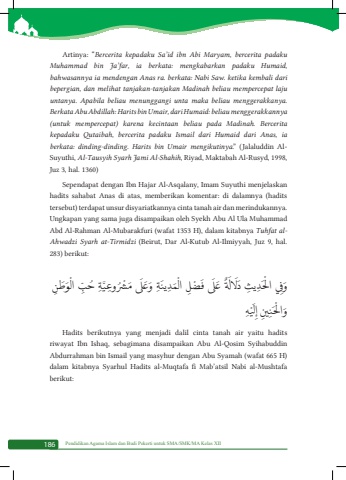 Artinya: "Bercerita kepadaku Sa'id ibn Abi Maryam, bercerita padaku
Muhammad bin Ja'far, ia berkata: mengkabarkan padaku Humaid,
bahwasannya ia mendengan Anas ra. berkata: Nabi Saw. ketika kembali dari
bepergian, dan melihat tanjakan-tanjakan Madinah beliau mempercepat laju
untanya. Apabila beliau menunggangi unta maka beliau menggerakkanya.
Berkata Abu Abdillah: Harits bin Umair, dari Humaid: beliau menggerakkannya
(untuk mempercepat) karena kecintaan beliau pada Madinah. Bercerita
kepadaku Qutaibah, bercerita padaku Ismail dari Humaid dari Anas, ia
berkata: dinding-dinding. Harits bin Umair mengikutinya." (Jalaluddin Al-
Suyuthi, Al-Tausyih Syarh Jami Al-Shahih, Riyad, Maktabah Al-Rusyd, 1998,
Juz 3, hal. 1360)
Sependapat dengan Ibn Hajar Al-Asqalany, Imam Suyuthi menjelaskan
hadits sahabat Anas di atas, memberikan komentar: di dalamnya (hadits
tersebut) terdapat unsur disyariatkannya cinta tanah air dan merindukannya.
Ungkapan yang sama juga disampaikan oleh Syekh Abu Al Ula Muhammad
Abd Al-Rahman Al-Mubarakfuri (wafat 1353 H), dalam kitabnya Tuhfat al-
Ahwadzi Syarh at-Tirmidzi (Beirut, Dar Al-Kutub Al-Ilmiyyah, Juz 9, hal.
283) berikut:
وَفِي الْحَدِيثِ دَلَالَةٌ عَلَى فَضْلِ الْمَدِينَةِ وَعَلَى مَشْرُوعِيَّةِ حُبِّ الْوَطَنِ
وَالْحَنِينِ إِلَيْهِ
Hadits berikutnya yang menjadi dalil cinta tanah air yaitu hadits
riwayat Ibn Ishaq, sebagimana disampaikan Abu Al-Qosim Syihabuddin
Abdurrahman bin Ismail yang masyhur dengan Abu Syamah (wafat 665 H)
dalam kitabnya Syarhul Hadits al-Muqtafa fi Mab'atsil Nabi al-Mushtafa
berikut:
186 Pendidikan Agama Islam dan Budi Pekerti untuk SMA/SMK/MA Kelas XII